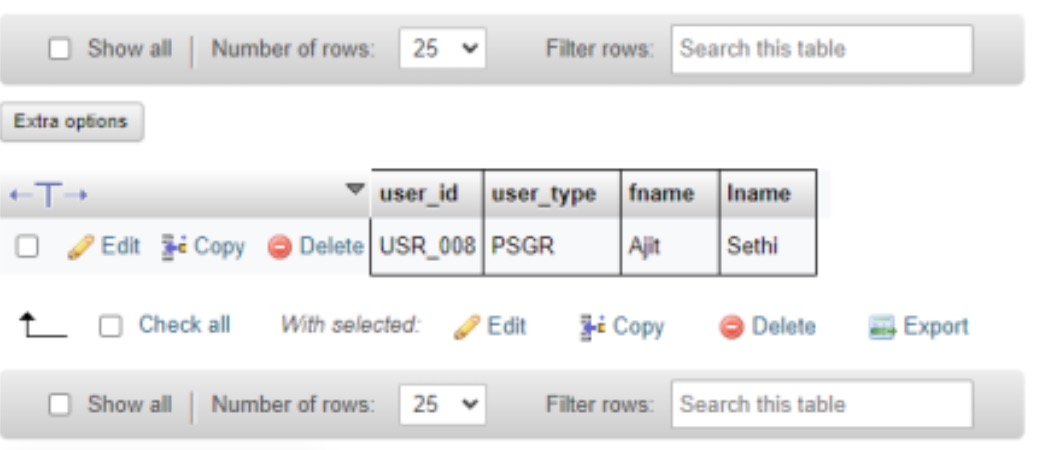 Show all Number of rows: 25 Filter rows: Search this table
Extra options
user_id user_type fname lname
Edit Copy Delete USR_008 PSGR Ajit Sethi
Check all With selected: Edit Copy Delete Export
Show all Number of rows: 25 Filter rows: Search this table